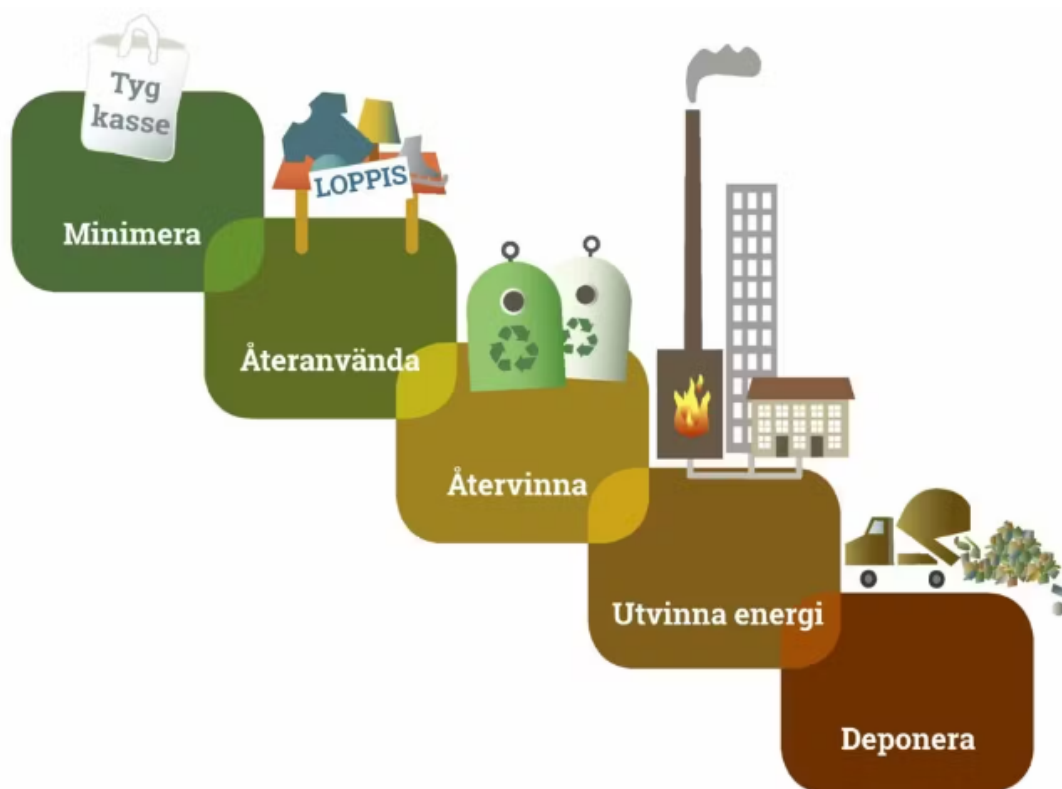 Tyg
kasse
Minimera
LOPPIS
Återanvända
Återvinna
Utvinna energi
Deponera